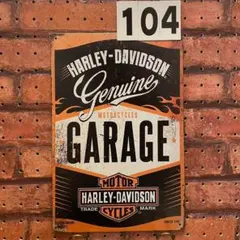 104
HARLEY-DAVIDSON
Genuine
MOTORCYCLES
GARAGE
MOTOR
HARLEY-DAVIDSON
TRADE MARK
CYCLES